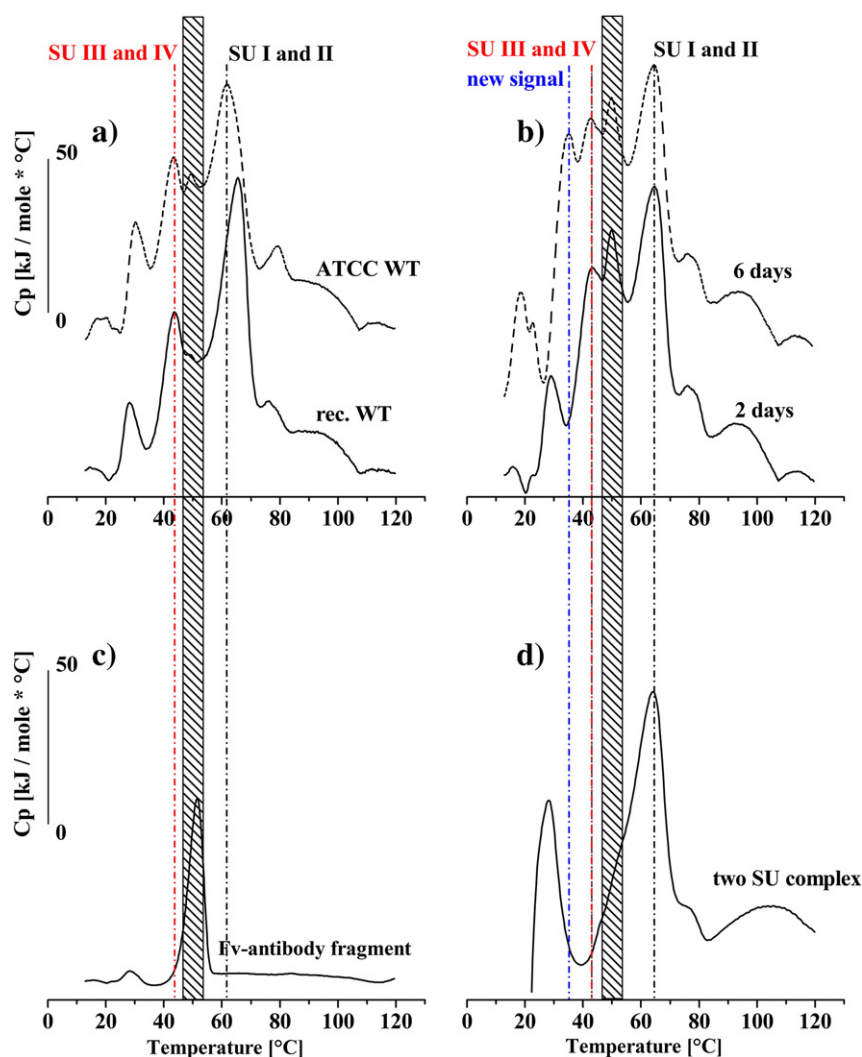 SU III and IV SU I and II
SU III and IV SU I and II
new signal
a)
b)
50
Cp [kJ / mole * °C]
0
ATCC WT
rec. WT
6 days
2 days
0 20 40 60 80 100 120
0 20 40 60 80 100 120
c)
d)
50
Cp [kJ / mole * °C]
0
Fv-antibody fragment
two SU complex
0 20 40 60 80 100 120
Temperature [°C]
0 20 40 60 80 100 120
Temperature [°C]